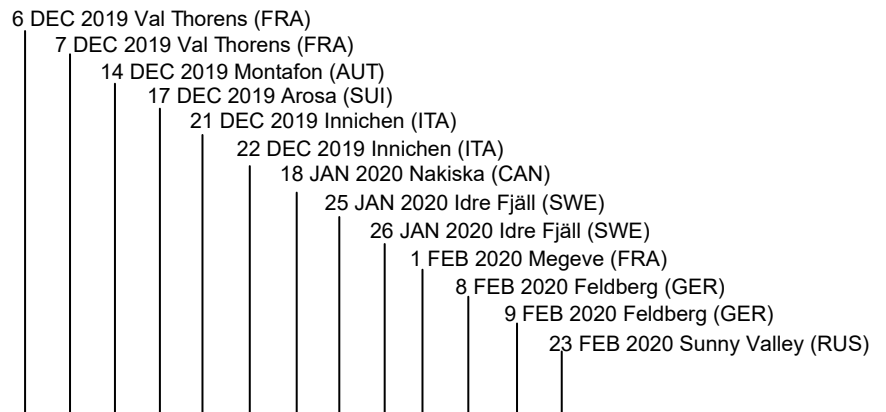 6 DEC 2019 Val Thorens (FRA)
7 DEC 2019 Val Thorens (FRA)
14 DEC 2019 Montafon (AUT)
17 DEC 2019 Arosa (SUI)
21 DEC 2019 Innichen (ITA)
22 DEC 2019 Innichen (ITA)
18 JAN 2020 Nakiska (CAN)
25 JAN 2020 Idre Fjäll (SWE)
26 JAN 2020 Idre Fjäll (SWE)
1 FEB 2020 Megeve (FRA)
8 FEB 2020 Feldberg (GER)
9 FEB 2020 Feldberg (GER)
23 FEB 2020 Sunny Valley (RUS)